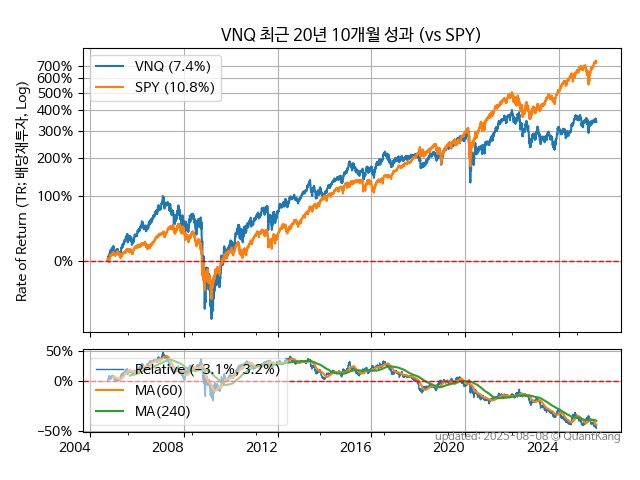 VNQ 최근 20년 10개월 성과 (vs SPY)
Rate of Return (TR: 배당재투자, Log)
700%
600%
500%
400%
300%
200%
100%
0%
VNQ (7.4%)
SPY (10.8%)
50%
0%
−50%
Relative (−3.1%, 3.2%)
MA(60)
MA(240)
2004
2008
2012
2016
2020
2024
updated: 2025-08-08 © QuantKang